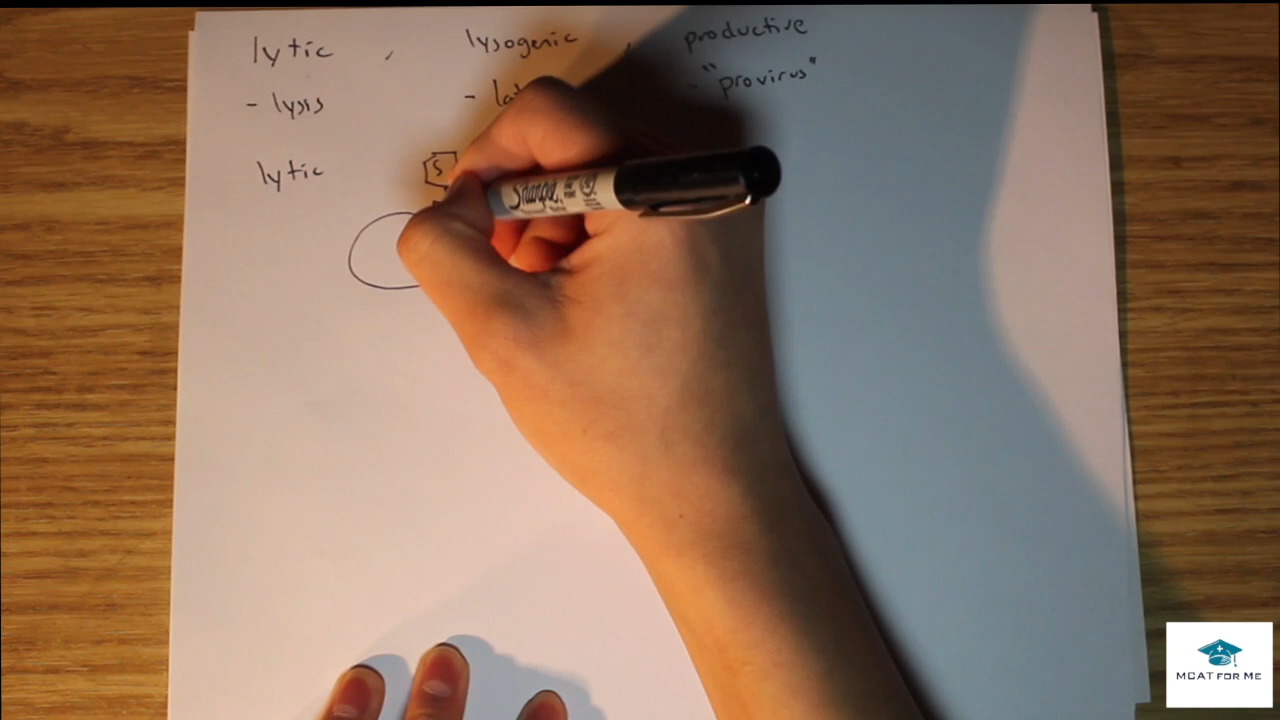 lytic , lysogenic , productive
- lysis - - "provirus"
lytic S
Sharpie
MCAT FOR ME